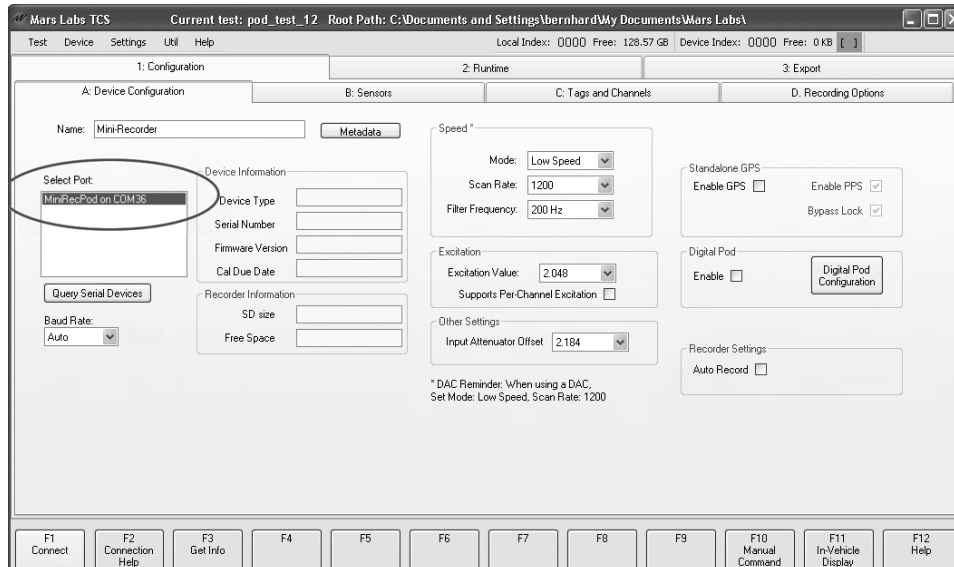 Mars Labs TCS Current test: pod_test_12 Root Path: C:\Documents and Settings\bernhard\My Documents\Mars Labs\
Test Device Settings Util Help Local Index: 0000 Free: 128.57 GB Device Index: 0000 Free: 0 KB [ ]
1: Configuration 2: Runtime 3: Export
A: Device Configuration B: Sensors C: Tags and Channels D. Recording Options
Name: Mini-Recorder Metadata
Select Port:
MiniRecPod on COM36
Query Serial Devices
Baud Rate:
Auto
Device Information
Device Type
Serial Number
Firmware Version
Cal Due Date
Recorder Information
SD size
Free Space
Speed *
Mode: Low Speed
Scan Rate: 1200
Filter Frequency: 200 Hz
Excitation
Excitation Value: 2.048
Supports Per-Channel Excitation
Other Settings
Input Attenuator Offset 2.184
* DAC Reminder: When using a DAC,
Set Mode: Low Speed, Scan Rate: 1200
Standalone GPS
Enable GPS Enable PPS
Bypass Lock
Digital Pod
Enable
Digital Pod
Configuration
Recorder Settings
Auto Record
F1 F2 F3 F4 F5 F6 F7 F8 F9 F10 F11 F12
Connect Connection Get Info Manual In-Vehicle Help
Help Command Display